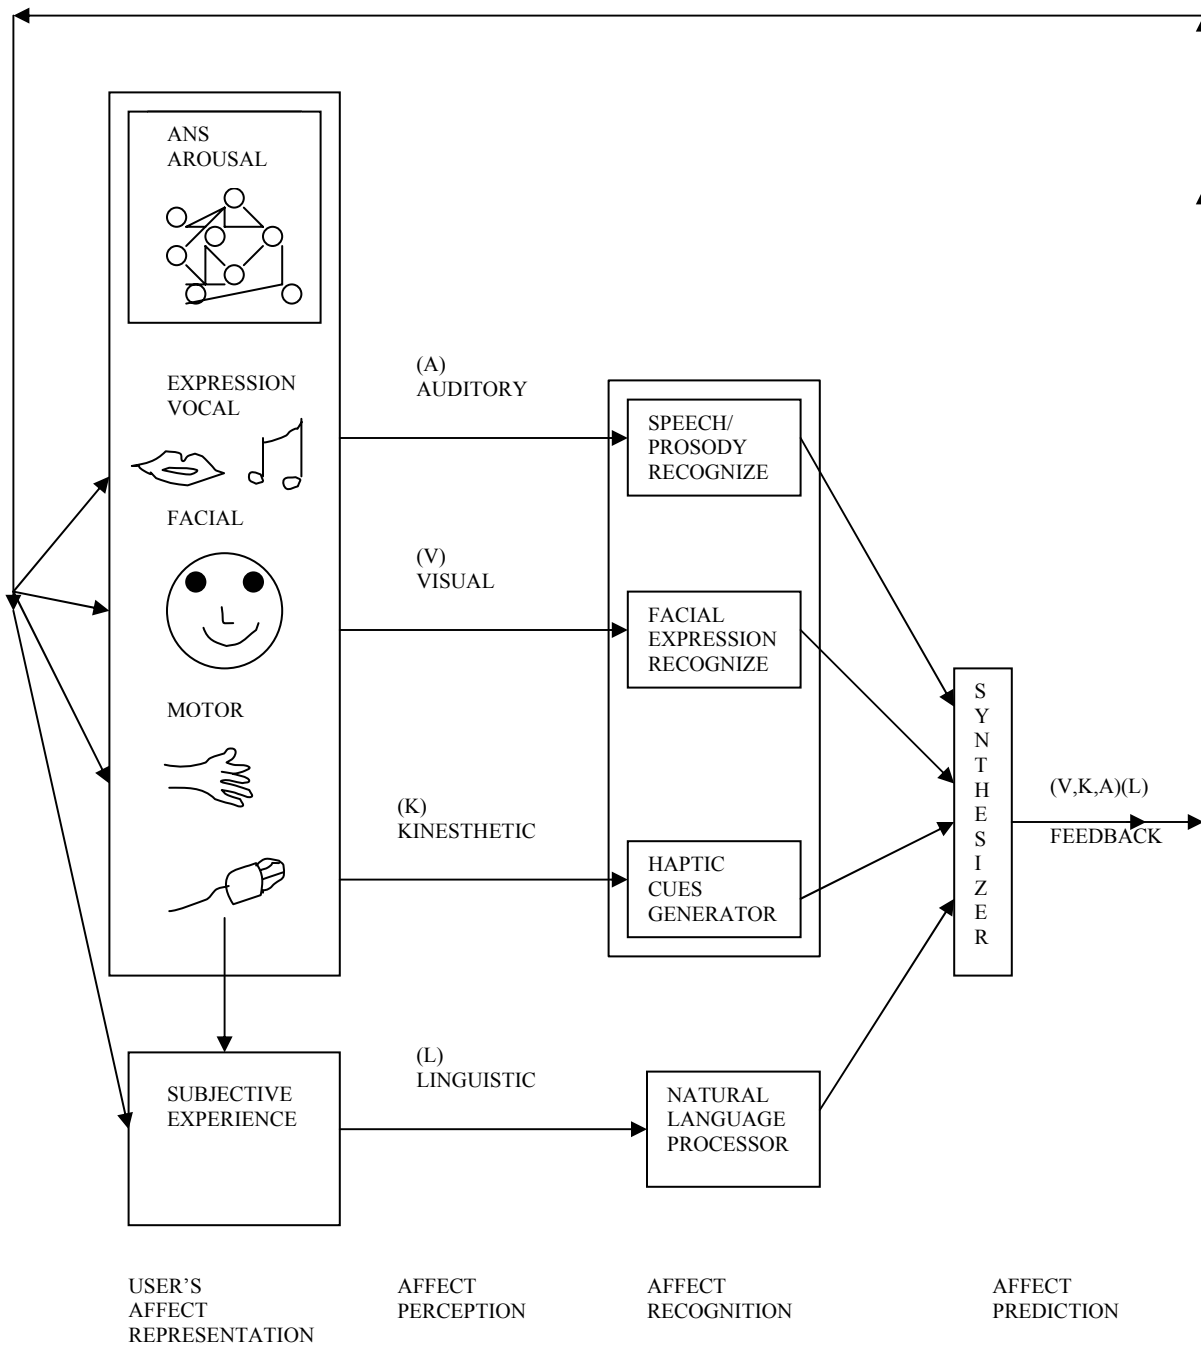 ANS
AROUSAL
EXPRESSION
VOCAL
FACIAL
MOTOR
SUBJECTIVE
EXPERIENCE
(A)
AUDITORY
(V)
VISUAL
(K)
KINESTHETIC
(L)
LINGUISTIC
SPEECH/
PROSODY
RECOGNIZE
FACIAL
EXPRESSION
RECOGNIZE
HAPTIC
CUES
GENERATOR
NATURAL
LANGUAGE
PROCESSOR
S
Y
N
T
H
E
S
I
Z
E
R
(V,K,A)(L)
FEEDBACK
USER’S
AFFECT
REPRESENTATION
AFFECT
PERCEPTION
AFFECT
RECOGNITION
AFFECT
PREDICTION